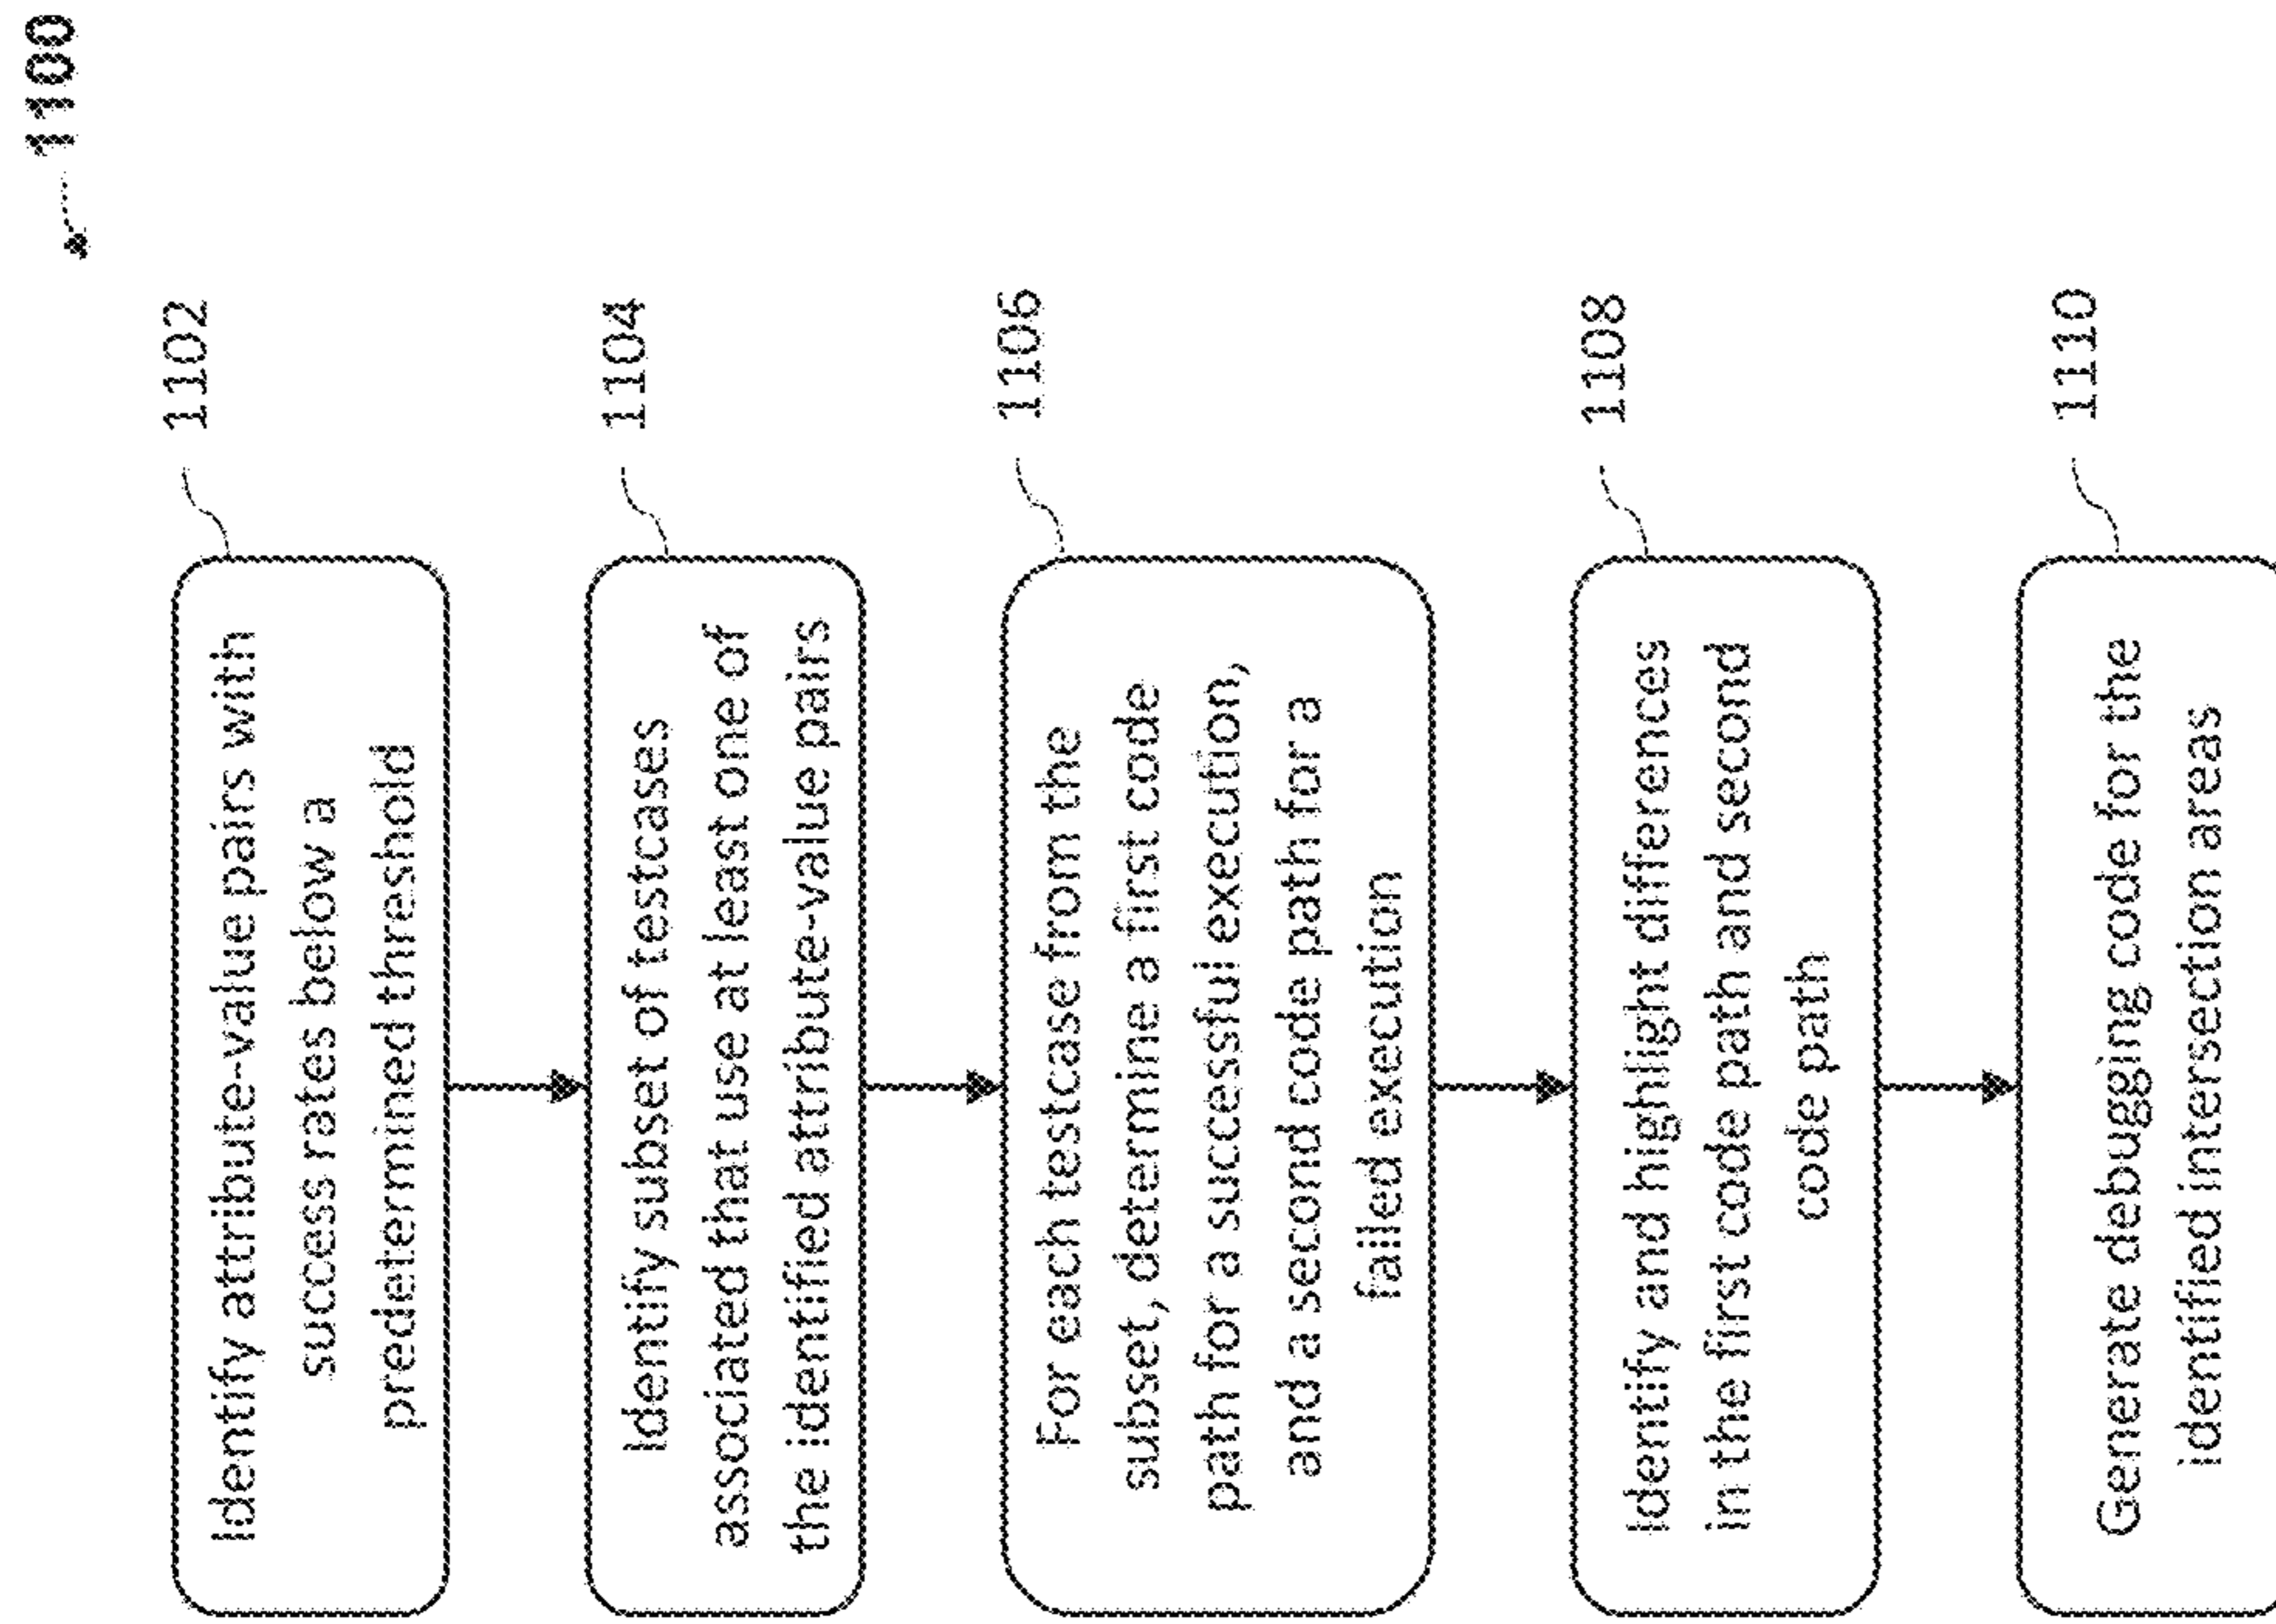 1100
1102
Identify attribute-value pairs with
success rates below a
predetermined threshold
1104
Identify subset of testcases
associated that use at least one of
the identified attribute-value pairs
1106
For each testcase from the
subset, determine a first code
path for a successful execution,
and a second code path for a
failed execution
1108
Identify and highlight differences
in the first code path and second
code path
1110
Generate debugging code for the
identified intersection areas